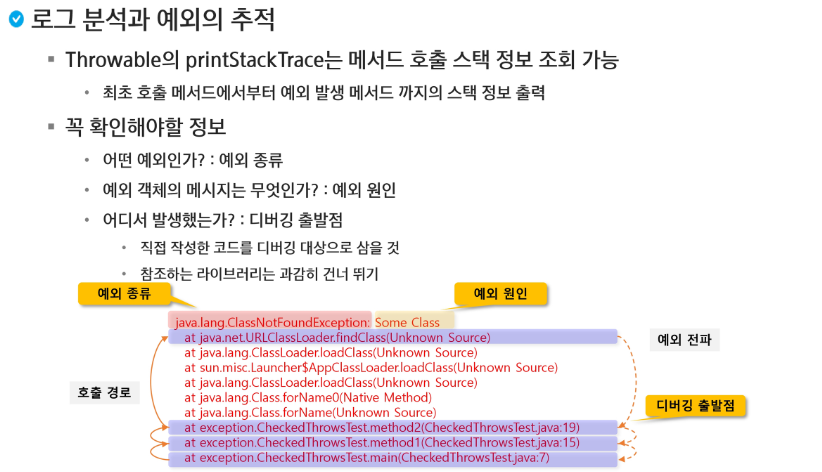 로그 분석과 예외의 추적
Throwable의 printStackTrace는 메서드 호출 스택 정보 조회 가능
최초 호출 메서드에서부터 예외 발생 메서드 까지의 스택 정보 출력
꼭 확인해야할 정보
어떤 예외인가? : 예외 종류
예외 객체의 메시지는 무엇인가? : 예외 원인
어디서 발생했는가? : 디버깅 출발점
직접 작성한 코드를 디버깅 대상으로 삼을 것
참조하는 라이브러리는 과감히 건너 뛰기
예외 종류
예외 원인
java.lang.ClassNotFoundException: Some Class
at java.net.URLClassLoader.findClass(Unknown Source)
at java.lang.ClassLoader.loadClass(Unknown Source)
at sun.misc.Launcher$AppClassLoader.loadClass(Unknown Source)
at java.lang.ClassLoader.loadClass(Unknown Source)
at java.lang.Class.forName0(Native Method)
at java.lang.Class.forName(Unknown Source)
at exception.CheckedThrowsTest.method2(CheckedThrowsTest.java:19)
at exception.CheckedThrowsTest.method1(CheckedThrowsTest.java:15)
at exception.CheckedThrowsTest.main(CheckedThrowsTest.java:7)
호출 경로
예외 전파
디버깅 출발점